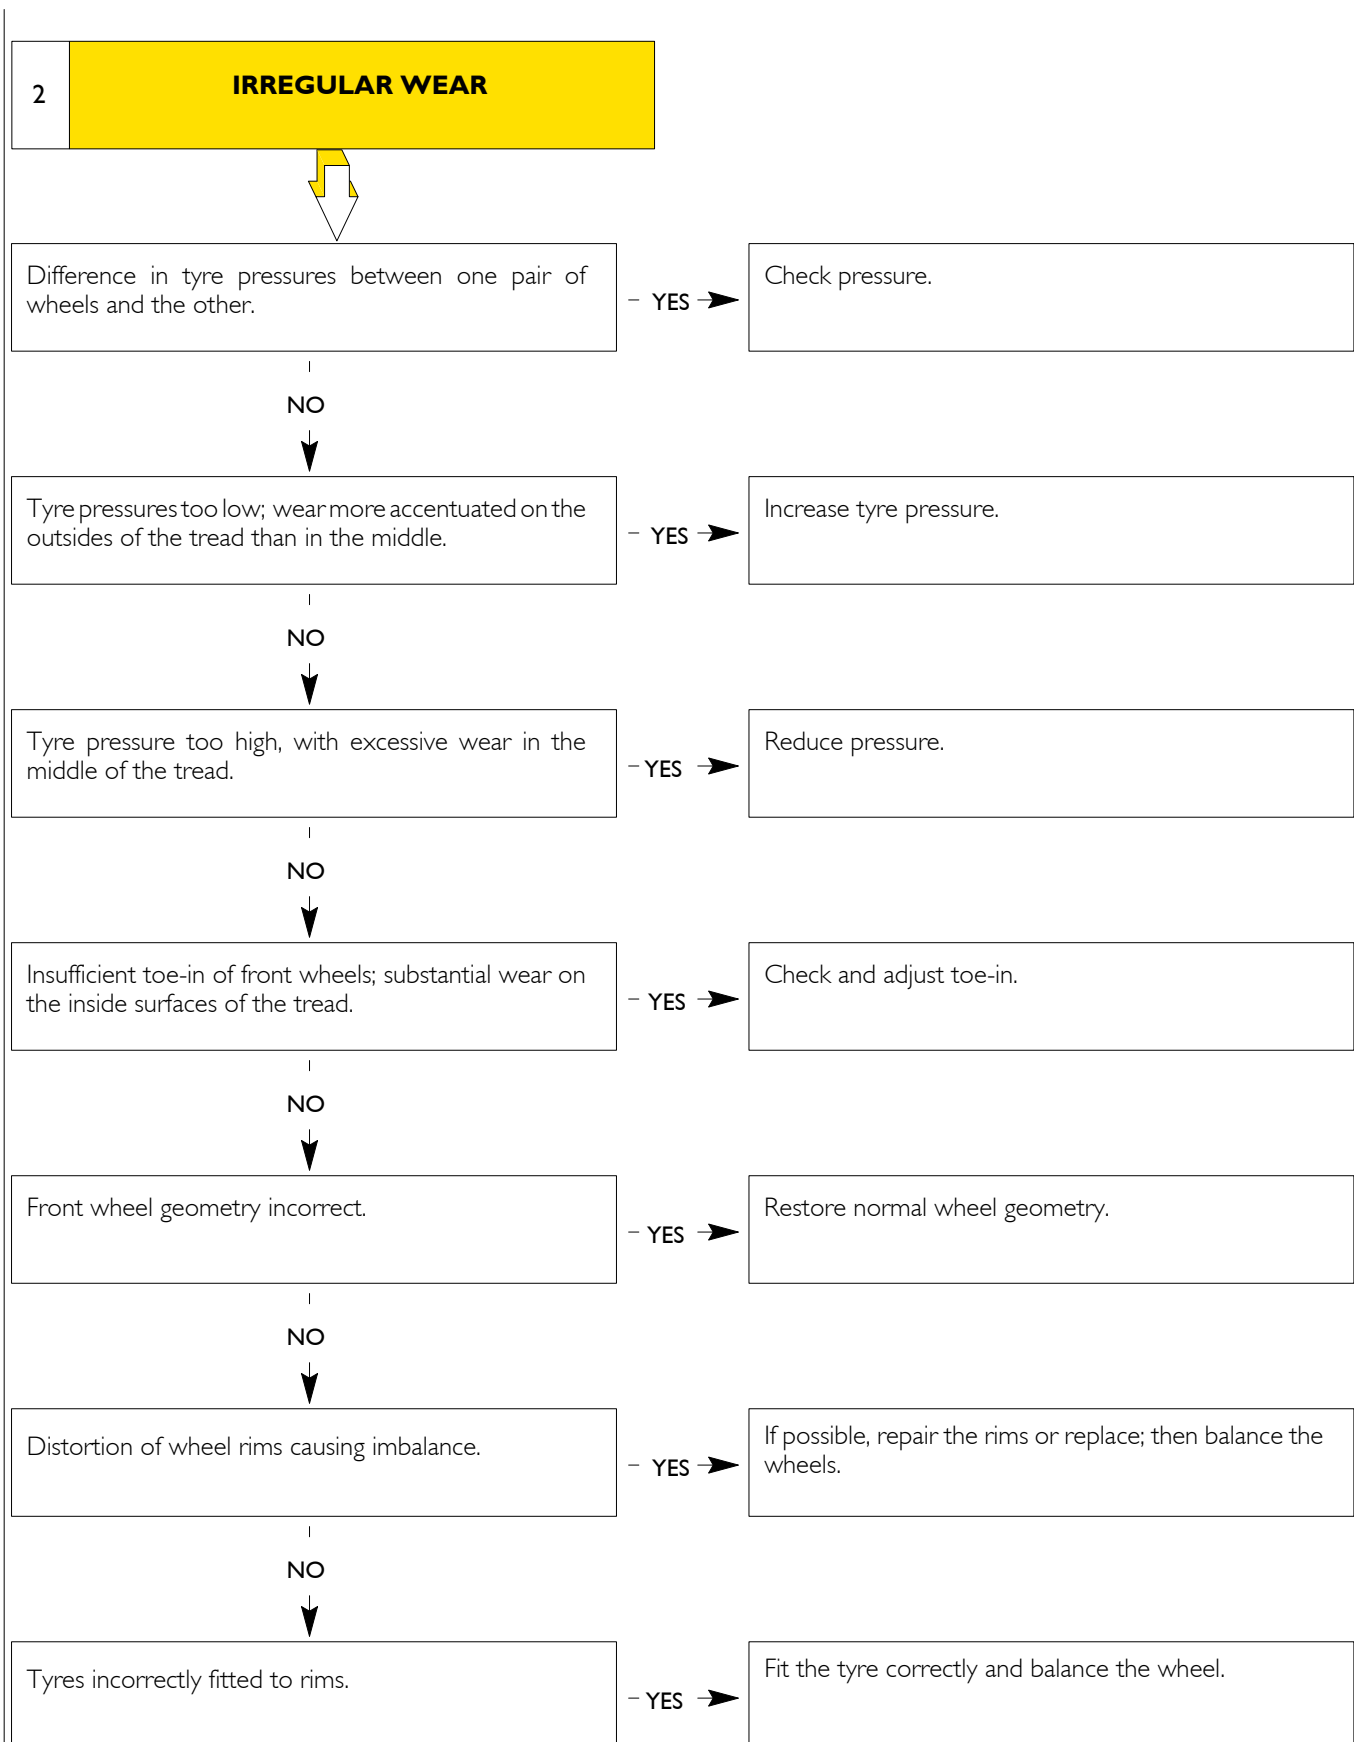 2
IRREGULAR WEAR
Difference in tyre pressures between one pair of
wheels and the other.
YES
Check pressure.
NO
Tyre pressures too low; wear more accentuated on the
outsides of the tread than in the middle.
YES
Increase tyre pressure.
NO
Tyre pressure too high, with excessive wear in the
middle of the tread.
YES
Reduce pressure.
NO
Insufficient toe-in of front wheels; substantial wear on
the inside surfaces of the tread.
YES
Check and adjust toe-in.
NO
Front wheel geometry incorrect.
YES
Restore normal wheel geometry.
NO
Distortion of wheel rims causing imbalance.
YES
If possible, repair the rims or replace; then balance the
wheels.
NO
Tyres incorrectly fitted to rims.
YES
Fit the tyre correctly and balance the wheel.